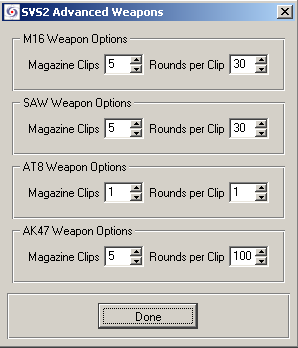 SVS2 Advanced Weapons
M16 Weapon Options
Magazine Clips 5 Rounds per Clip 30
SAW Weapon Options
Magazine Clips 5 Rounds per Clip 30
AT8 Weapon Options
Magazine Clips 1 Rounds per Clip 1
AK47 Weapon Options
Magazine Clips 5 Rounds per Clip 100
Done